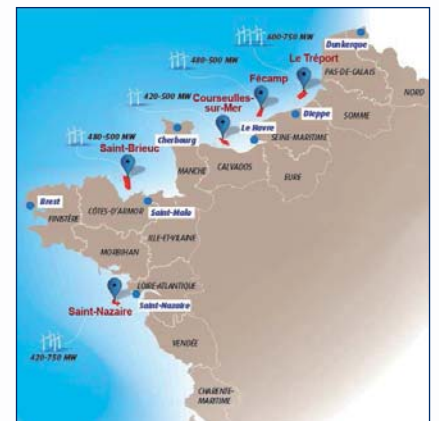 600-750 MW
Dunkerque
480-500 MW
Le Tréport
PAS-DE-CALAIS
NORD
Fécamp
420-500 MW
Courseulles-
sur-Mer
Dieppe
SOMME
480-500 MW
Cherbourg
Le Havre
SEINE-MARITIME
Saint-Brieuc
MANCHE
CALVADOS
EURE
Brest
CÔTES-D'ARMOR
Saint-Malo
FINISTÈRE
ILLE-ET-VILAINE
MORBIHAN
LOIRE-ATLANTIQUE
Saint-Nazaire
Saint-Nazaire
VENDÉE
420-750 MW
CHARENTE-
MARITIME